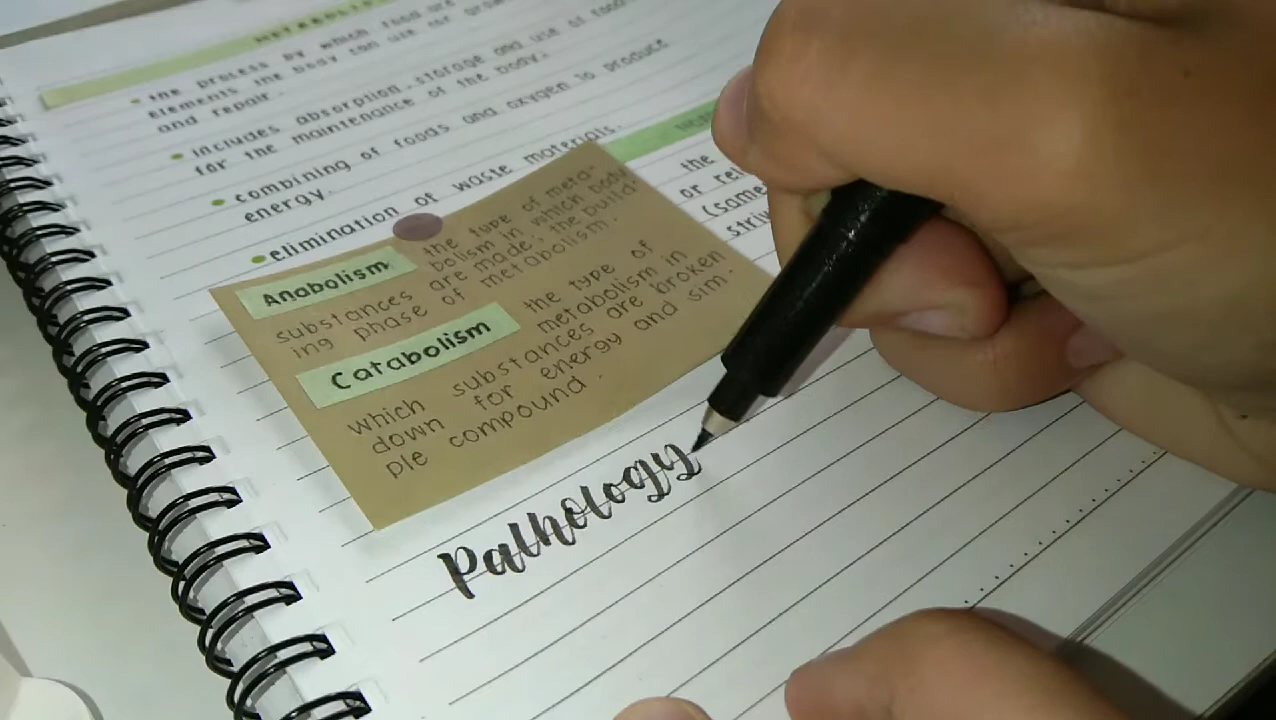 METABOLI
the process by which food are
elements the body can use for grow
and repair.
includes absorption, storage and use of food
for the maintenance of the body.
combining of foods and oxygen to produce
energy.
elimination of waste materials.
Anabolism the type of meta-
bolism in which body
substances are made; the build-
ing phase of metabolism.
Catabolism the type of
metabolism in
which substances are broken
down for energy and sim-
ple compound.
the
or rel
(same
striv
Pathology